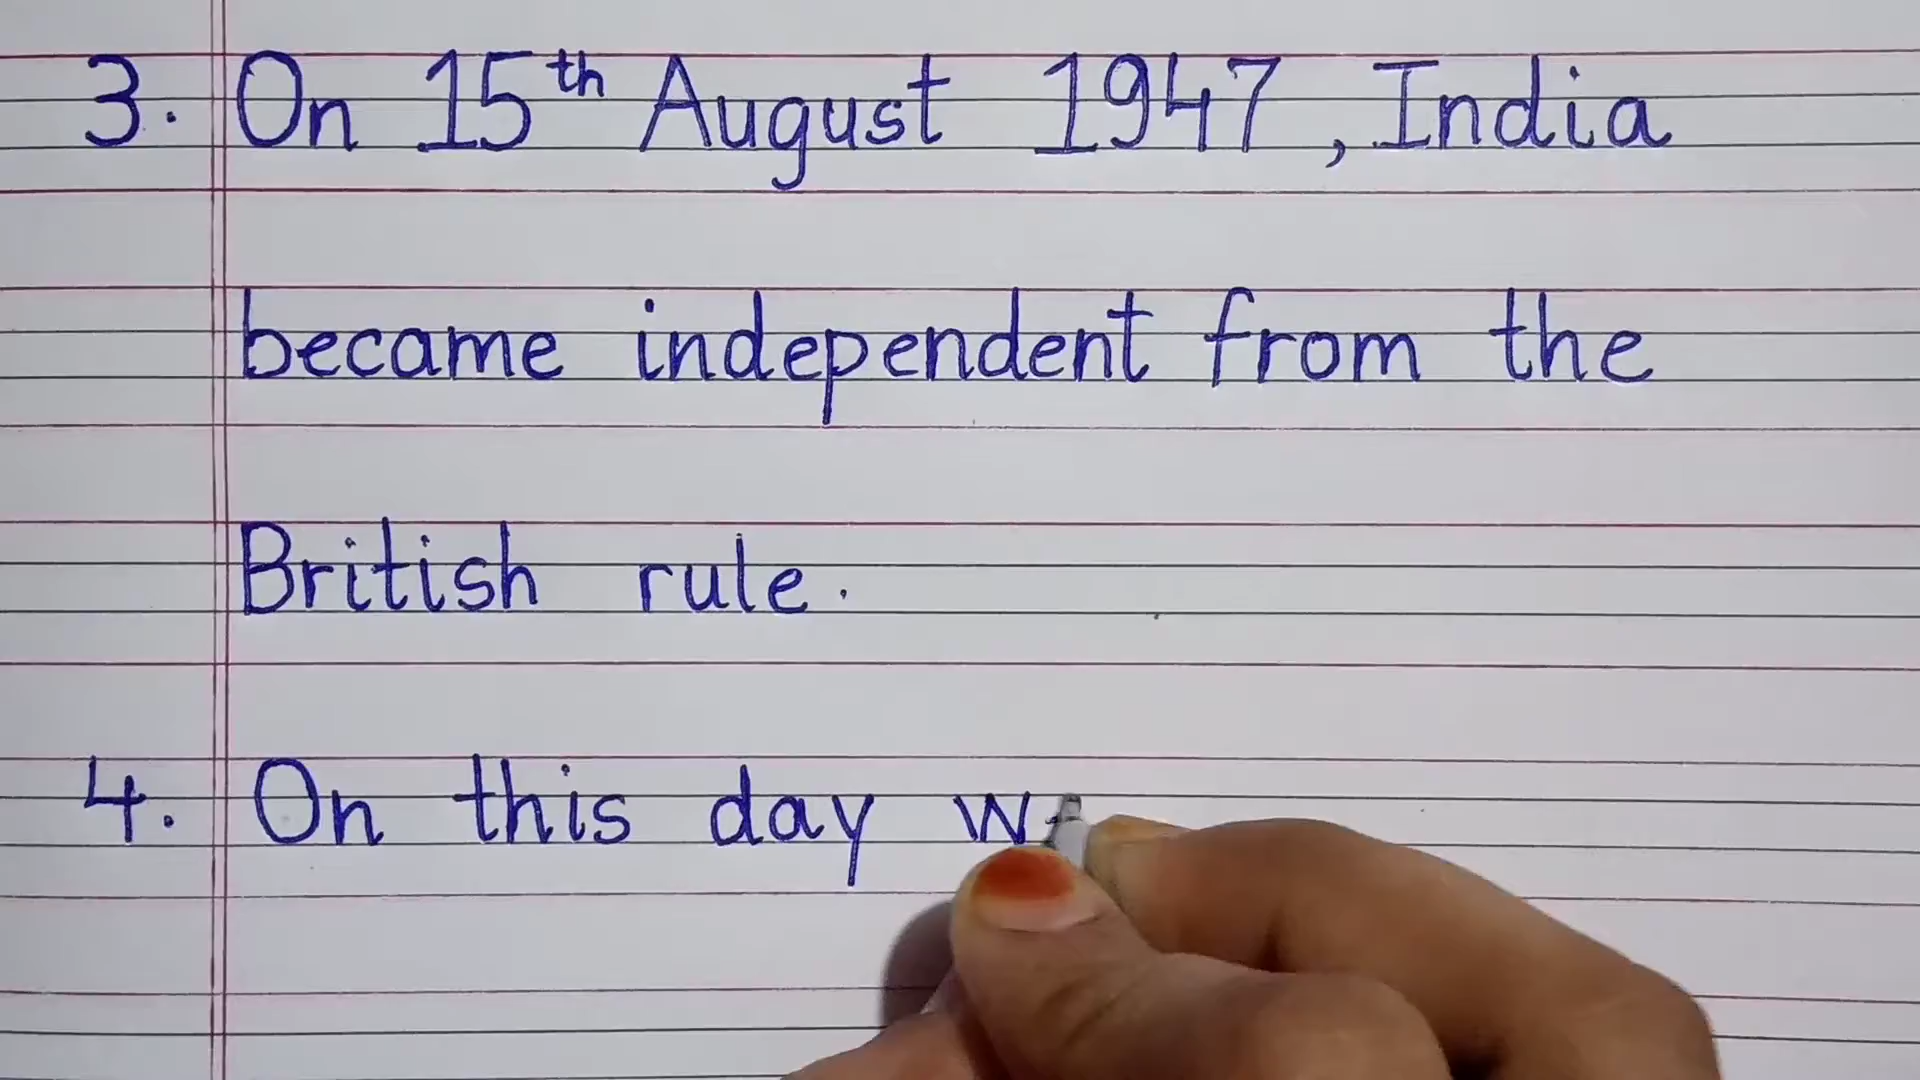 3. On 15th August 1947, India
became independent from the
British rule.
4. On this day